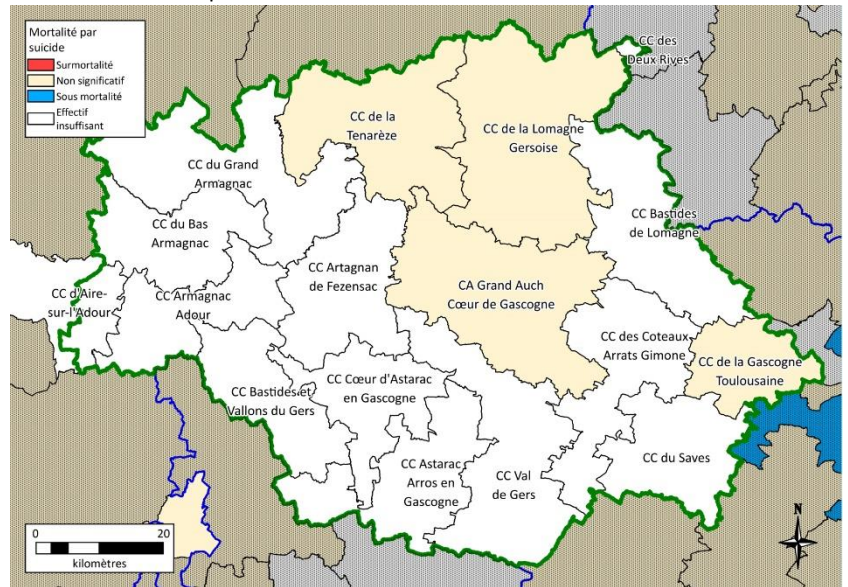 Mortalité par
suicide
Surmortalité
Non significatif
Sous mortalité
Effectif
insuffisant
CC des
Deux Rives
CC de la
Tenarèze
CC de la Lomagne
Gersoise
CC du Grand
Armagnac
CC Bastides
de Lomagne
CC du Bas
Armagnac
CC Artagnan
de Fezensac
CA Grand Auch
Cœur de Gascogne
CC d'Aire-
sur-l'Adour
CC Armagnac
Adour
CC des Coteaux
Arrats Gimone
CC de la Gascogne
Toulousaine
CC Bastides et
Vallons du Gers
CC Cœur d'Astarac
en Gascogne
CC Astarac
Arros en
Gascogne
CC Val
de Gers
CC du Saves
0 20
kilomètres
N